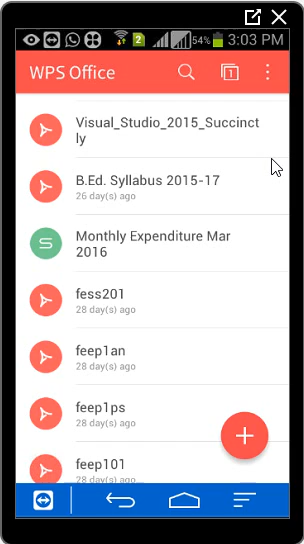 54% 3:03 PM
WPS Office
1
Visual_Studio_2015_Succinct
ly
B.Ed. Syllabus 2015-17
26 day(s) ago
Monthly Expenditure Mar
2016
fess201
28 day(s) ago
feep1an
28 day(s) ago
feep1ps
28 day(s) ago
feep101
28 day(s) ago